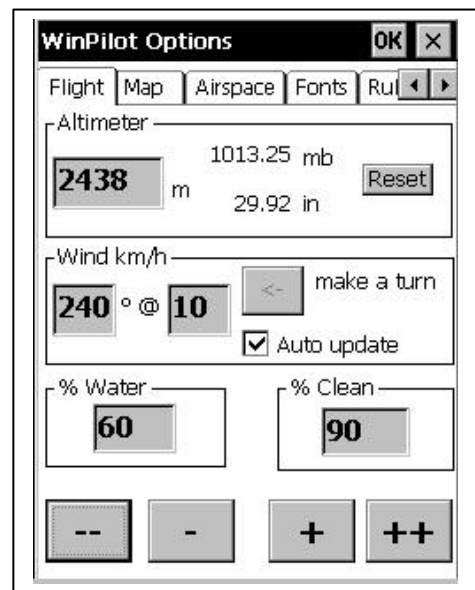 WinPilot Options OK ×
Flight Map Airspace Fonts
Altimeter
1013.25 mb
2438 m Reset
29.92 in
Wind km/h
240 ° @ 10 <- make a turn
Auto update
% Water % Clean
60 90
-- - + ++